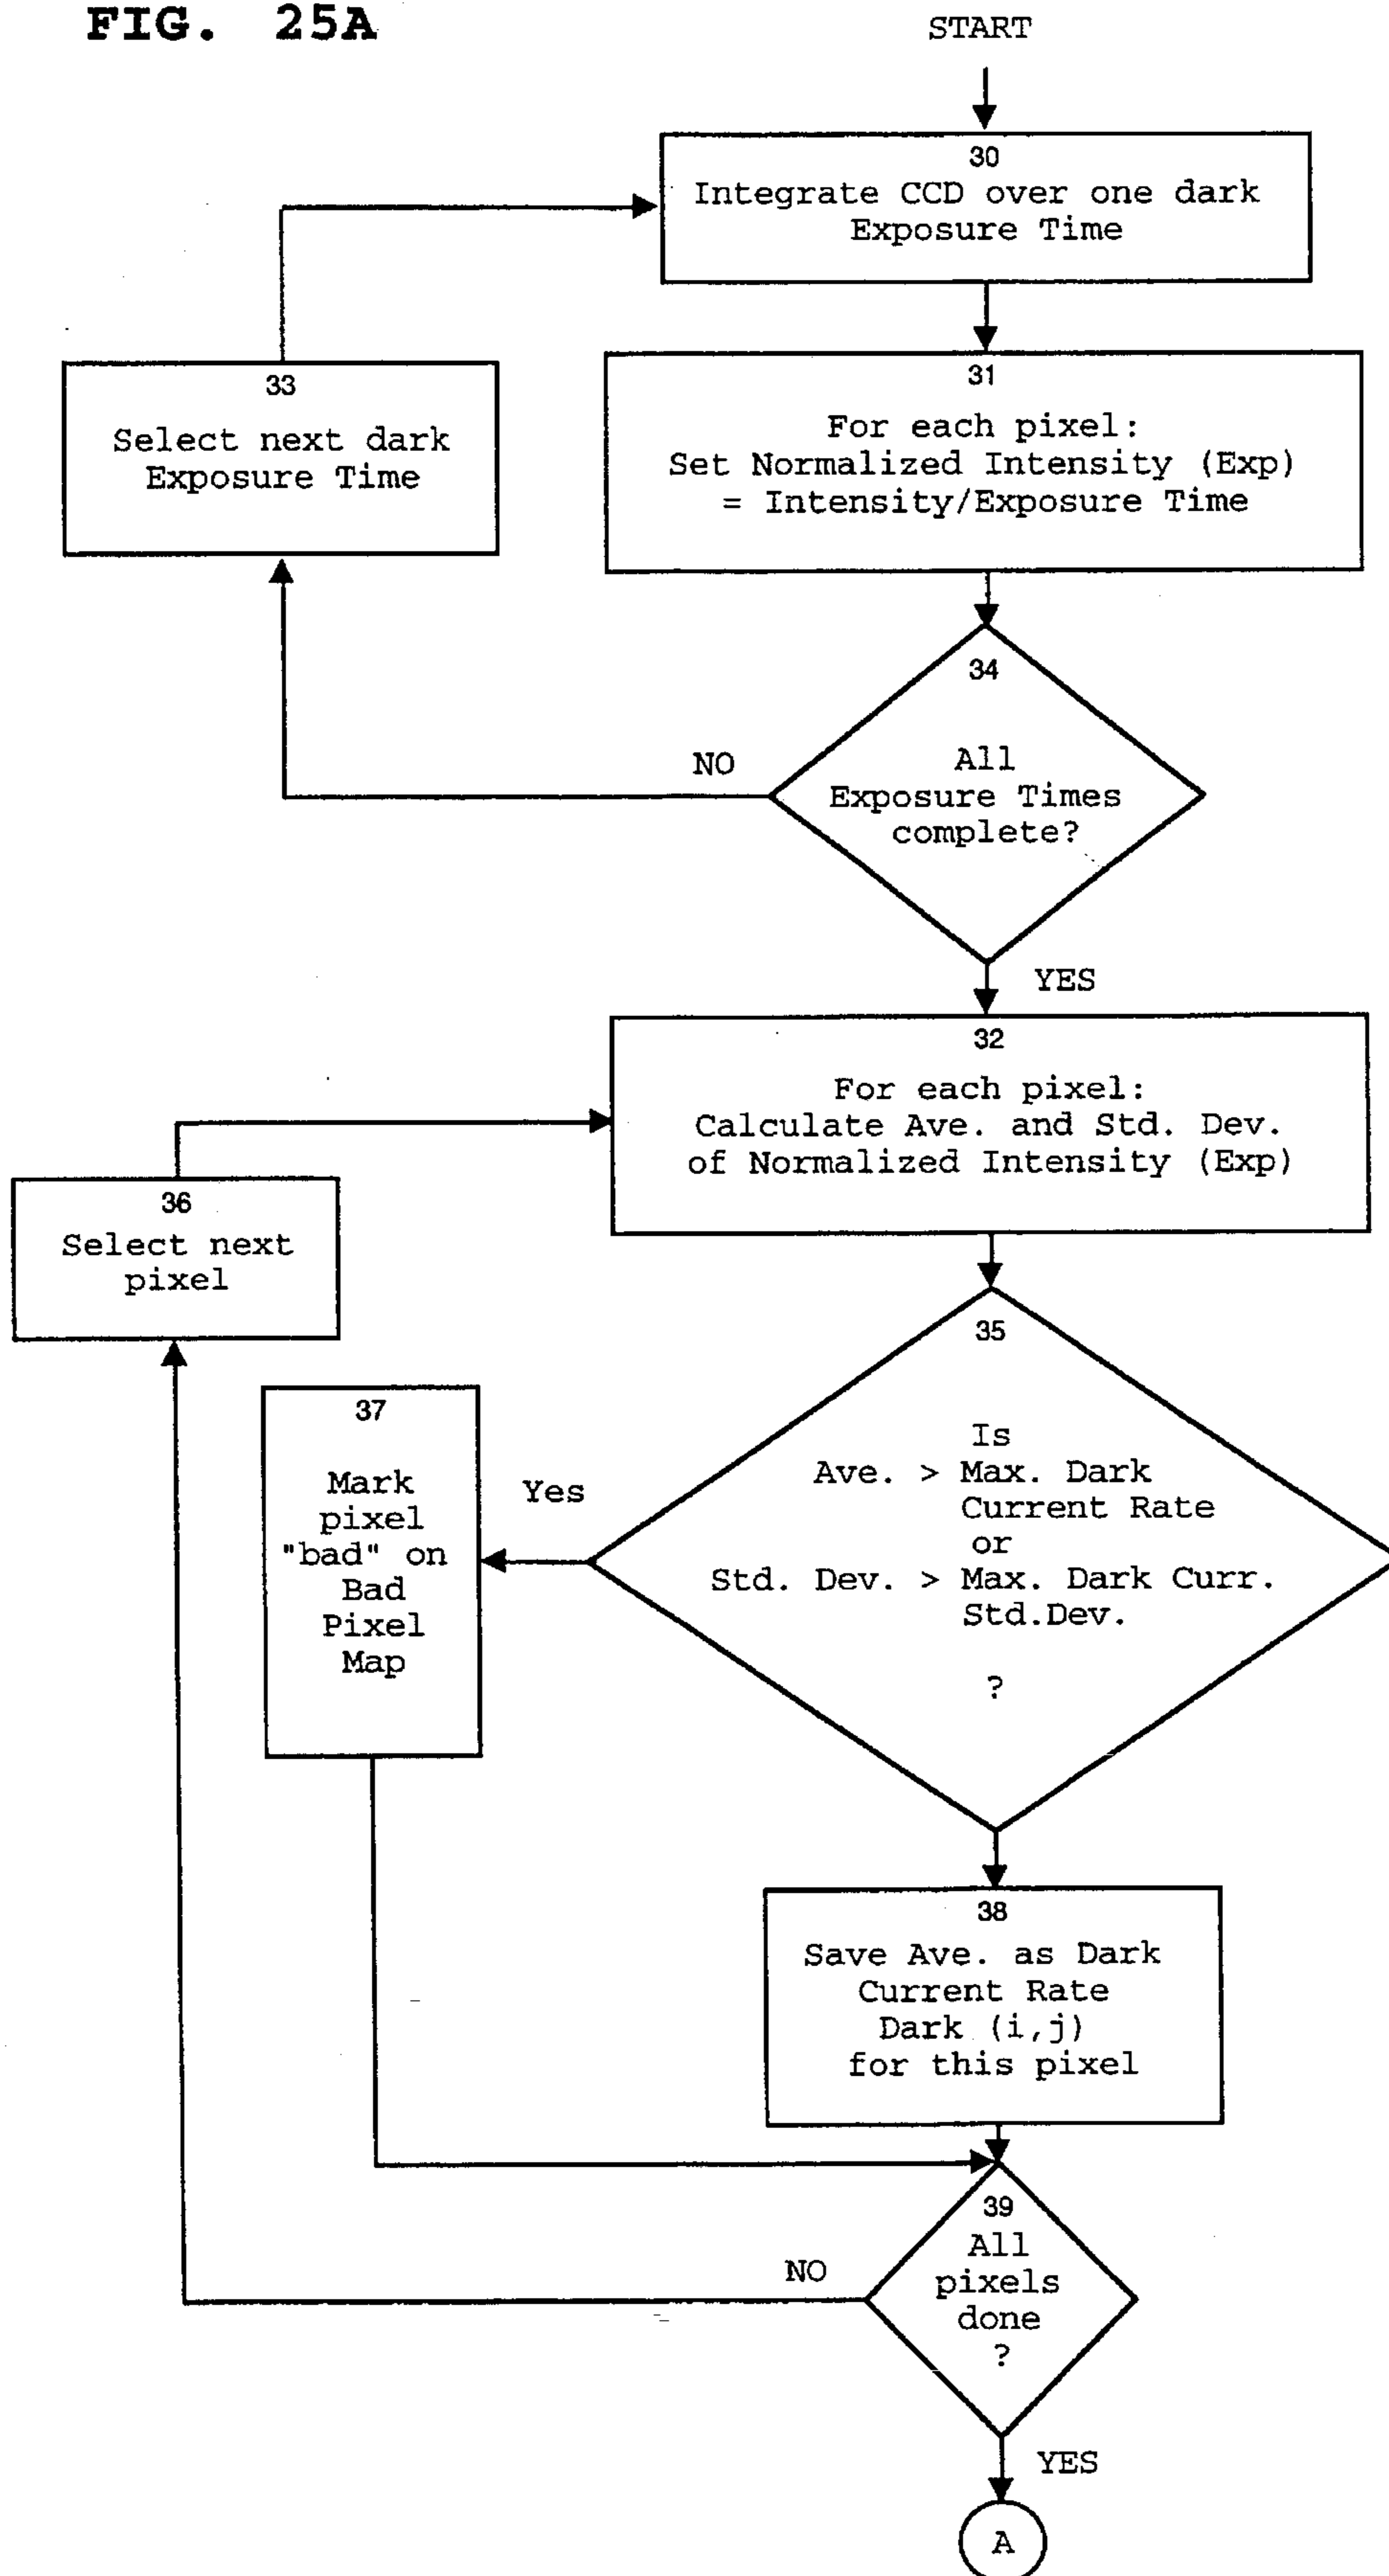 FIG. 25A
START
30
Integrate CCD over one dark
Exposure Time
33
Select next dark
Exposure Time
31
For each pixel:
Set Normalized Intensity (Exp)
= Intensity/Exposure Time
34
All
Exposure Times
complete?
NO
YES
32
For each pixel:
Calculate Ave. and Std. Dev.
of Normalized Intensity (Exp)
36
Select next
pixel
35
Is
Ave. > Max. Dark
Current Rate
or
Std. Dev. > Max. Dark Curr.
Std.Dev.
?
Yes
37
Mark
pixel
"bad" on
Bad
Pixel
Map
38
Save Ave. as Dark
Current Rate
Dark (i,j)
for this pixel
39
All
pixels
done
?
NO
YES
A